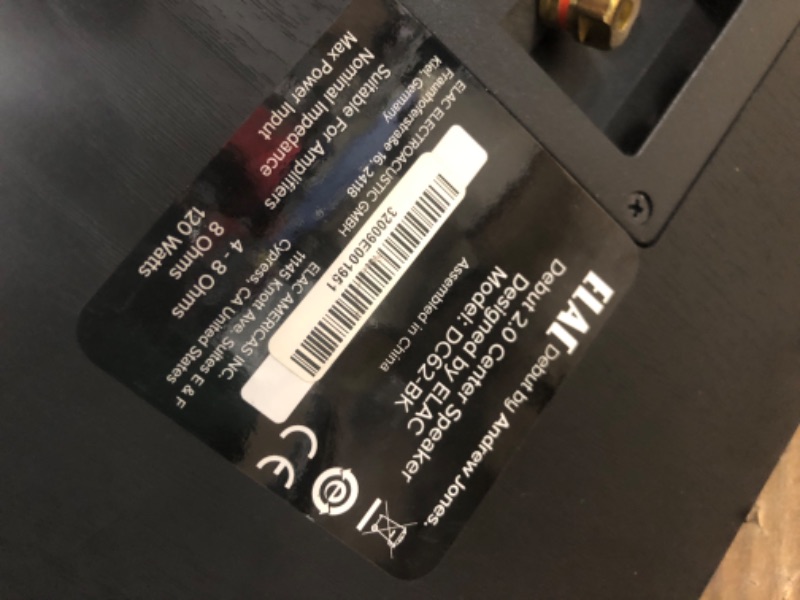 ELAC Debut by Andrew Jones.
Debut 2.0 Center Speaker
Designed by ELAC
Model: DC62-BK
Assembled in China
32009E001951
ELAC ELECTROACUSTIC GMBH
Fraunhoferstraße 16, 24118
Kiel, Germany
ELAC AMERICAS INC.
11145 Knott Ave. Suites E & F
Cypress, CA United States
Suitable For Amplifiers 4 - 8 Ohms
Nominal Impedance 8 Ohms
Max Power Input 120 Watts
CE
e